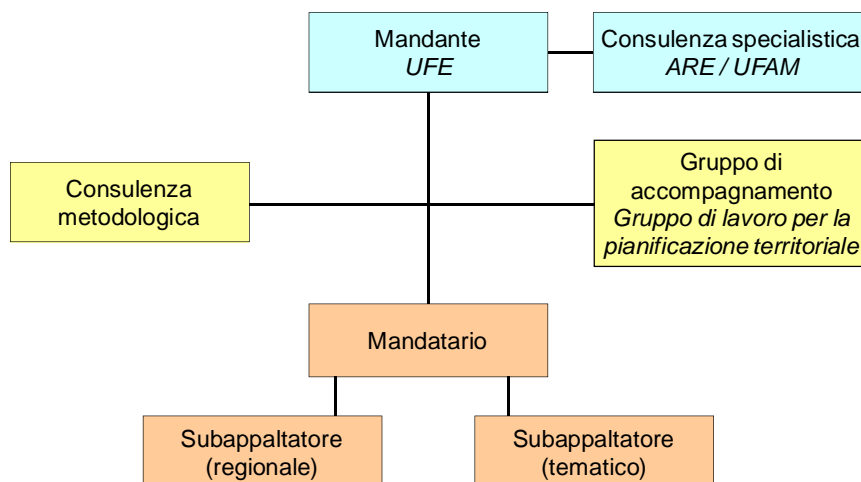 Mandante
UFE
Consulenza specialistica
ARE / UFAM
Consulenza
metodologica
Gruppo di
accompagnamento
Gruppo di lavoro per la
pianificazione territoriale
Mandatario
Subappaltatore
(regionale)
Subappaltatore
(tematico)